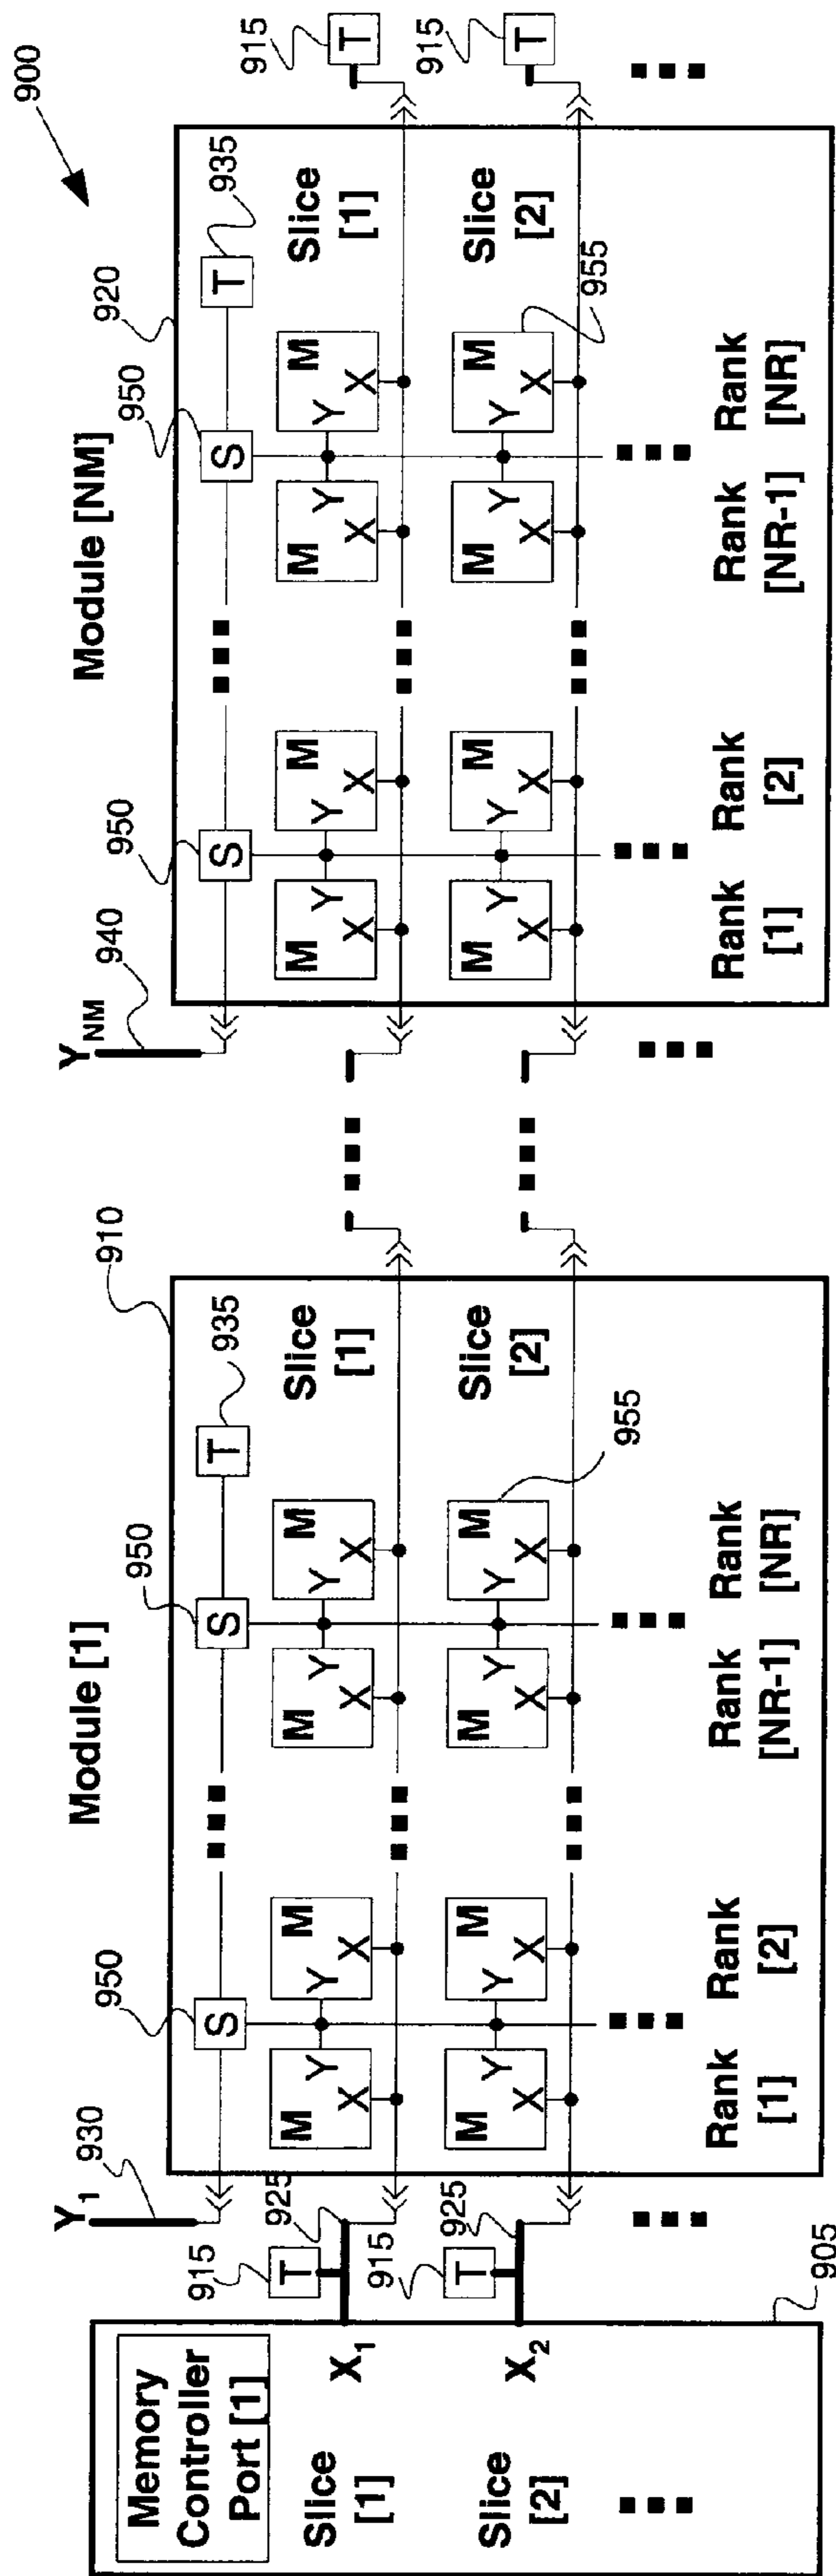 900
Memory
Controller
Port [1]
Slice
[1]
X1
Slice
[2]
X2
905
915
T
925
915
T
925
Y1
930
Module [1]
910
950
S
950
S
T
935
M
Y
X
M
Y
X
M
Y
X
M
Y
X
Slice
[1]
M
Y
X
M
Y
X
M
Y
X
M
Y
X
955
Slice
[2]
Rank
[1]
Rank
[2]
Rank
[NR-1]
Rank
[NR]
YNM
940
Module [NM]
920
950
S
950
S
T
935
M
Y
X
M
Y
X
M
Y
X
M
Y
X
Slice
[1]
M
Y
X
M
Y
X
M
Y
X
M
Y
X
955
Slice
[2]
Rank
[1]
Rank
[2]
Rank
[NR-1]
Rank
[NR]
915
T
915
T